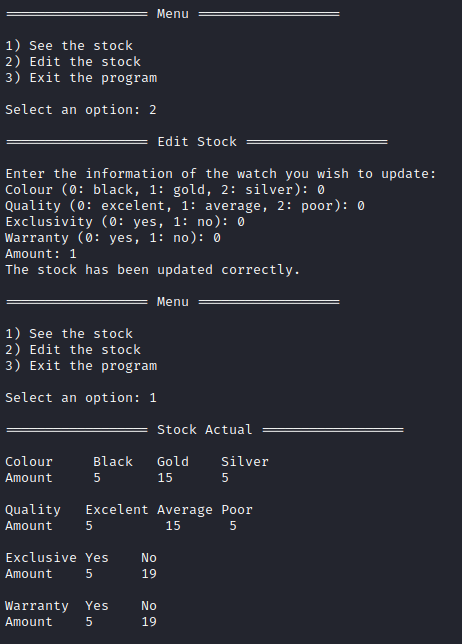 ================== Menu ==================
1) See the stock
2) Edit the stock
3) Exit the program
Select an option: 2
================== Edit Stock ==================
Enter the information of the watch you wish to update:
Colour (0: black, 1: gold, 2: silver): 0
Quality (0: excelent, 1: average, 2: poor): 0
Exclusivity (0: yes, 1: no): 0
Warranty (0: yes, 1: no): 0
Amount: 1
The stock has been updated correctly.
================== Menu ==================
1) See the stock
2) Edit the stock
3) Exit the program
Select an option: 1
================== Stock Actual ==================
Colour     Black   Gold    Silver
Amount     5       15      5
Quality   Excelent Average Poor
Amount    5         15      5
Exclusive Yes    No
Amount    5      19
Warranty  Yes    No
Amount    5      19